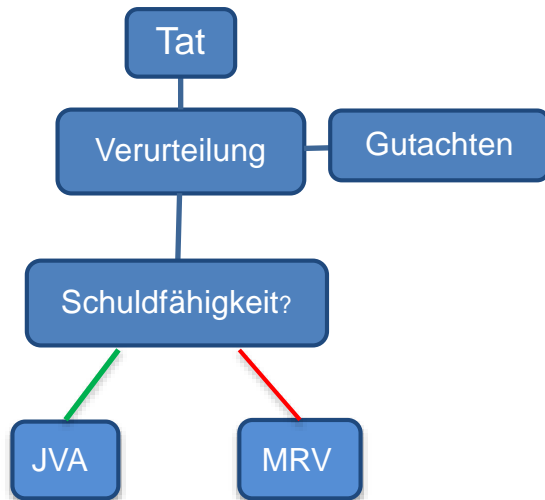 Tat
Verurteilung
Gutachten
Schuldfähigkeit?
JVA
MRV